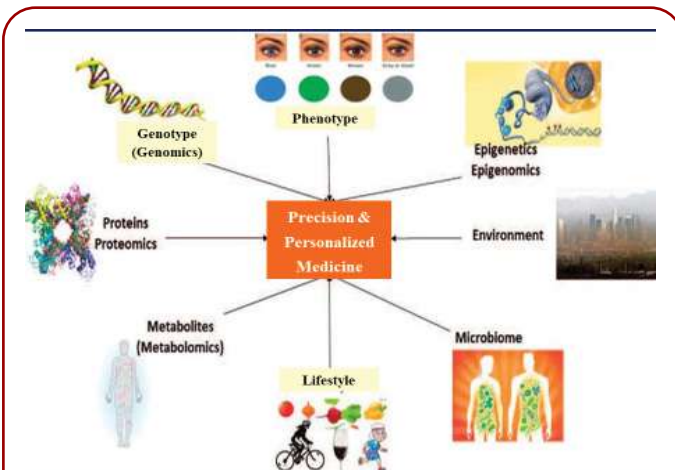 Phenotype
Genotype
(Genomics)
Epigenetics
Epigenomics
Proteins
Proteomics
Precision &
Personalized
Medicine
Environment
Metabolites
(Metabolomics)
Microbiome
Lifestyle